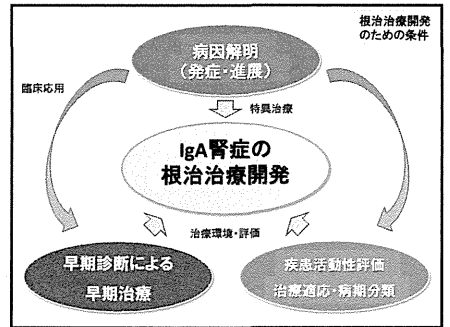 根治治療開発
のための条件
病因解明
(発症・進展)
臨床応用
特異治療
IgA腎症の
根治治療開発
治療環境・評価
早期診断による
早期治療
疾患活動性評価
治療適応・病期分類